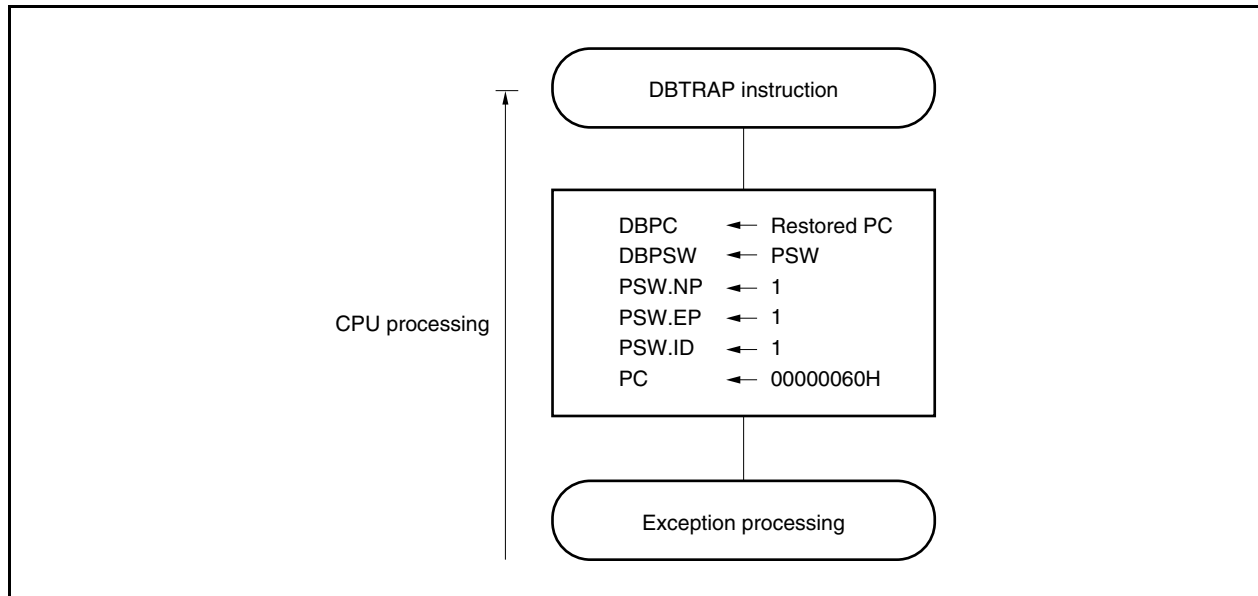 DBTRAP instruction
DBPC ← Restored PC
DBPSW ← PSW
PSW.NP ← 1
PSW.EP ← 1
PSW.ID ← 1
PC ← 00000060H
CPU processing
Exception processing